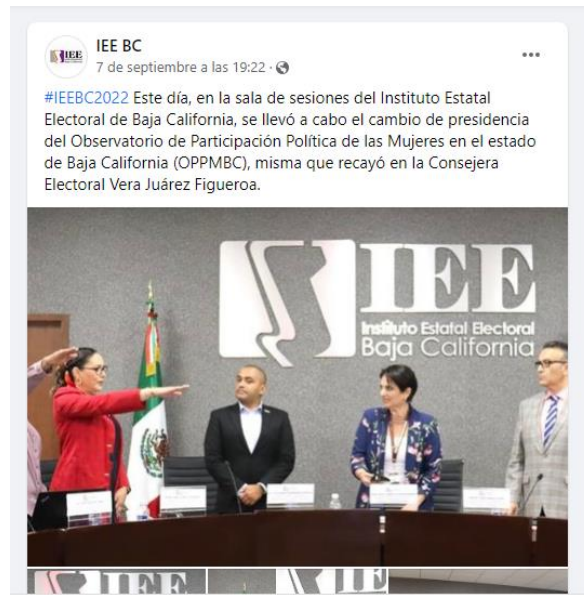 IEE
IEE BC
7 de septiembre a las 19:22 ·
#IEEBC2022 Este día, en la sala de sesiones del Instituto Estatal
Electoral de Baja California, se llevó a cabo el cambio de presidencia
del Observatorio de Participación Política de las Mujeres en el estado
de Baja California (OPPMBC), misma que recayó en la Consejera
Electoral Vera Juárez Figueroa.
IEE
Instituto Estatal Electoral
Baja California
IEE
IE